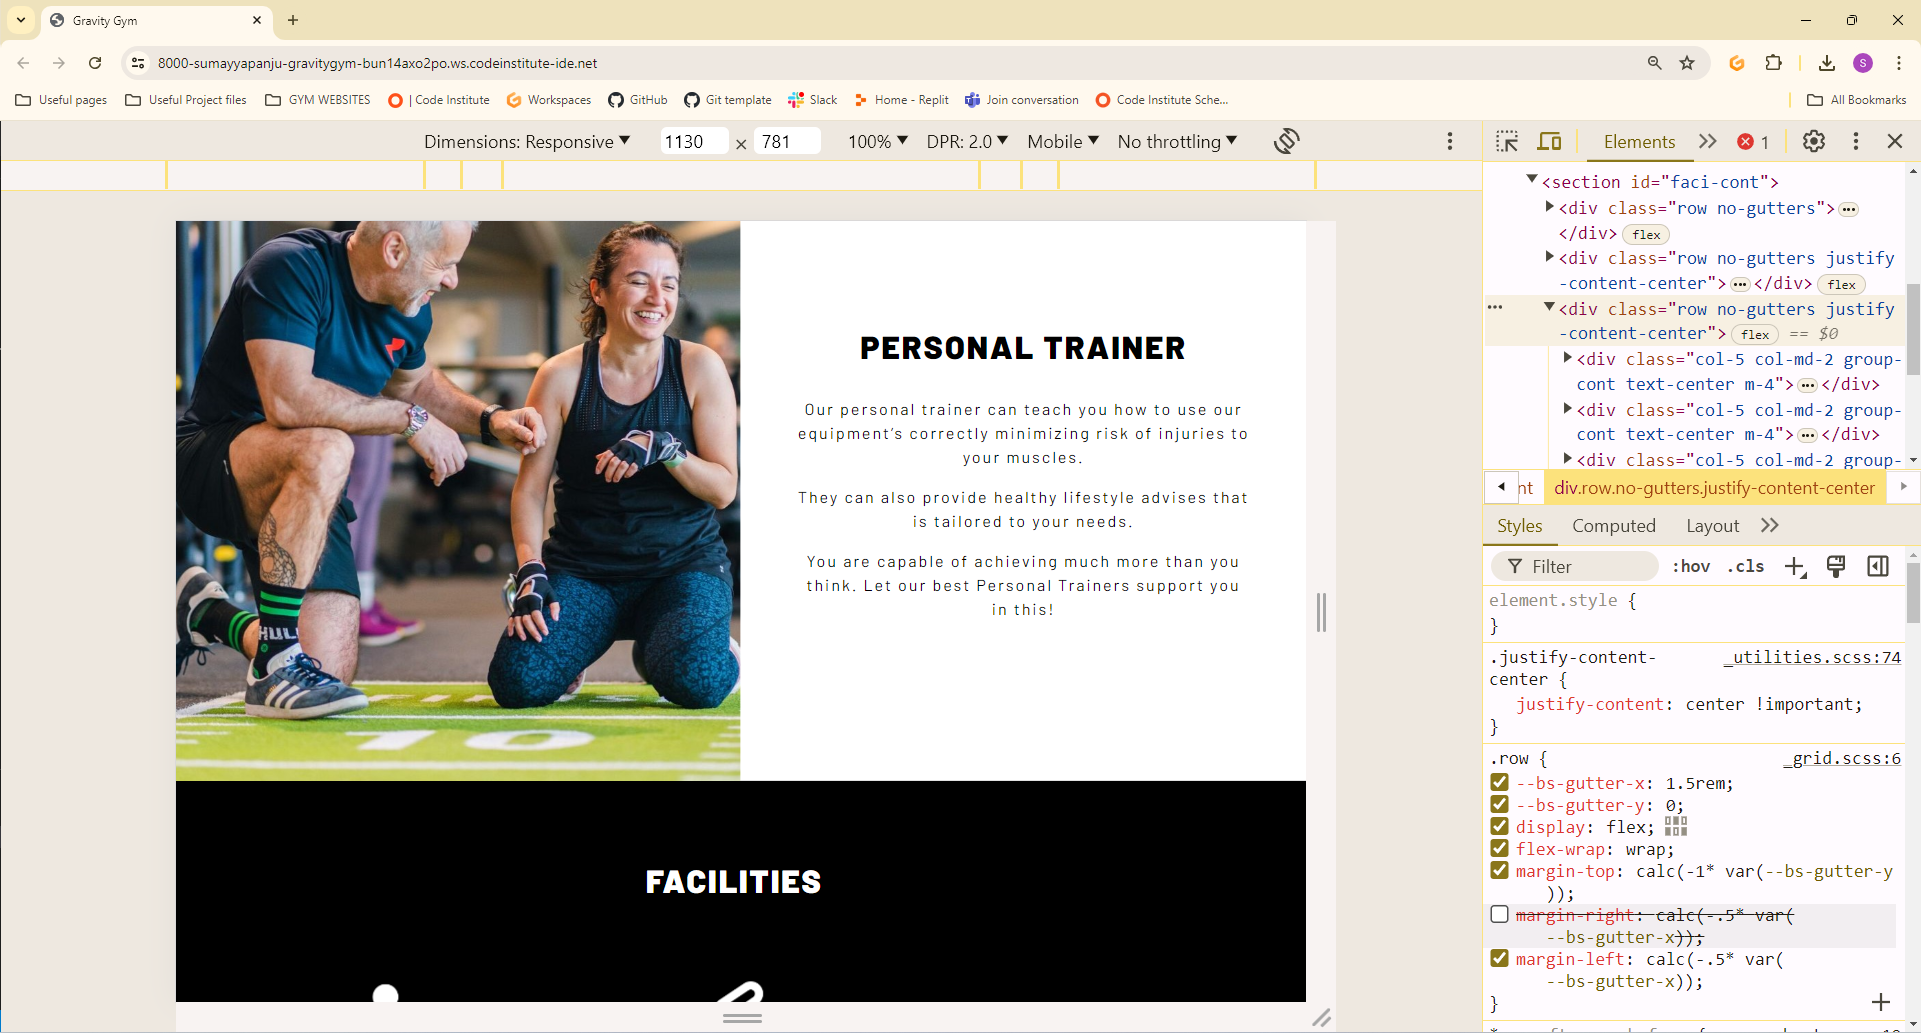 Gravity Gym
8000-sumayyapanju-gravitygym-bun14axo2po.ws.codeinstitute-ide.net
S
Useful pages
Useful Project files
GYM WEBSITES
| Code Institute
Workspaces
GitHub
Git template
Slack
Home - Replit
Join conversation
Code Institute Sche...
All Bookmarks
Dimensions: Responsive
1130 × 781
100%
DPR: 2.0
Mobile
No throttling
PERSONAL TRAINER
Our personal trainer can teach you how to use our
equipment's correctly minimizing risk of injuries to
your muscles.
They can also provide healthy lifestyle advises that
is tailored to your needs.
You are capable of achieving much more than you
think. Let our best Personal Trainers support you
in this!
HULL
10
FACILITIES
Elements
1
<section id="faci-cont">
<div class="row no-gutters">
</div> flex
<div class="row no-gutters justify
-content-center"> ••• </div> flex
<div class="row no-gutters justify
-content-center"> flex == $0
<div class="col-5 col-md-2 group-
cont text-center m-4"> ••• </div>
<div class="col-5 col-md-2 group-
cont text-center m-4"> ••• </div>
<div class="col-5 col-md-2 group-
nt
div.row.no-gutters.justify-content-center
Styles
Computed
Layout
Filter
:hov
.cls
element.style {
}
.justify-content-
center {
_utilities.scss:74
justify-content: center !important;
}
.row {
_grid.scss:6
--bs-gutter-x: 1.5rem;
--bs-gutter-y: 0;
display: flex;
flex-wrap: wrap;
margin-top: calc(-1* var(--bs-gutter-y
));
margin-right: calc(-.5* var(
--bs-gutter-x));
margin-left: calc(-.5* var(
--bs-gutter-x));
}